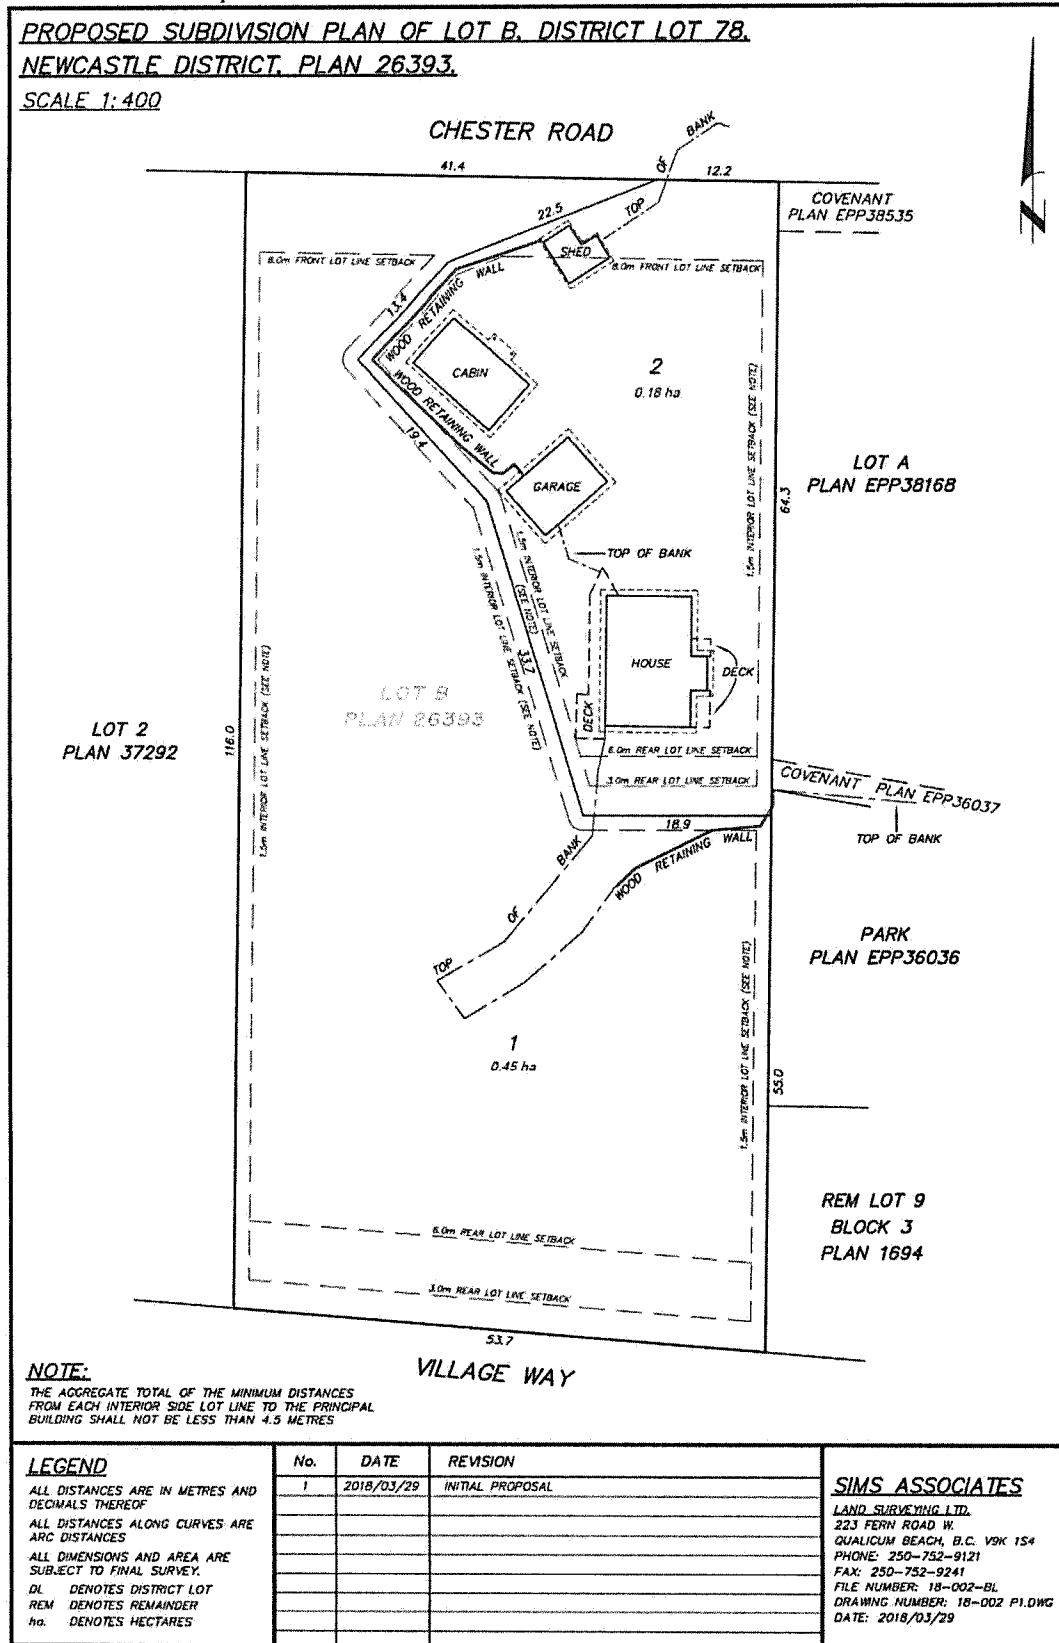 PROPOSED SUBDIVISION PLAN OF LOT B, DISTRICT LOT 78,
NEWCASTLE DISTRICT, PLAN 26393.
SCALE 1:400
CHESTER ROAD
BANK
OF
TOP
41.4
12.2
COVENANT
PLAN EPP38535
N
22.5
SHED
8.0m FRONT LOT LINE SETBACK
WALL
8.0m FRONT LOT LINE SETBACK
13.4
WOOD RETAINING
CABIN
2
0.18 ha
WOOD RETAINING WALL
19.4
GARAGE
1.5m INTERIOR LOT LINE SETBACK (SEE NOTE)
64.3
LOT A
PLAN EPP38168
TOP OF BANK
1.5m INTERIOR LOT LINE SETBACK
(SEE NOTE)
1.5m INTERIOR LOT LINE SETBACK (SEE NOTE)
33.7
HOUSE
DECK
DECK
LOT B
PLAN 26393
LOT 2
PLAN 37292
116.0
1.5m INTERIOR LOT LINE SETBACK (SEE NOTE)
6.0m REAR LOT LINE SETBACK
3.0m REAR LOT LINE SETBACK
COVENANT PLAN EPP36037
TOP OF BANK
18.9
WOOD RETAINING WALL
BANK
OF
TOP
PARK
PLAN EPP36036
1
0.45 ha
1.5m INTERIOR LOT LINE SETBACK (SEE NOTE)
55.0
REM LOT 9
BLOCK 3
PLAN 1694
6.0m REAR LOT LINE SETBACK
3.0m REAR LOT LINE SETBACK
53.7
VILLAGE WAY
NOTE:
THE AGGREGATE TOTAL OF THE MINIMUM DISTANCES
FROM EACH INTERIOR SIDE LOT LINE TO THE PRINCIPAL
BUILDING SHALL NOT BE LESS THAN 4.5 METRES
LEGEND
ALL DISTANCES ARE IN METRES AND
DECIMALS THEREOF
ALL DISTANCES ALONG CURVES ARE
ARC DISTANCES
ALL DIMENSIONS AND AREA ARE
SUBJECT TO FINAL SURVEY.
DL DENOTES DISTRICT LOT
REM DENOTES REMAINDER
ha. DENOTES HECTARES
No. DATE REVISION
1 2018/03/29 INITIAL PROPOSAL
SIMS ASSOCIATES
LAND SURVEYING LTD.
223 FERN ROAD W.
QUALICUM BEACH, B.C. V9K 1S4
PHONE: 250-752-9121
FAX: 250-752-9241
FILE NUMBER: 18-002-BL
DRAWING NUMBER: 18-002 P1.DWG
DATE: 2018/03/29